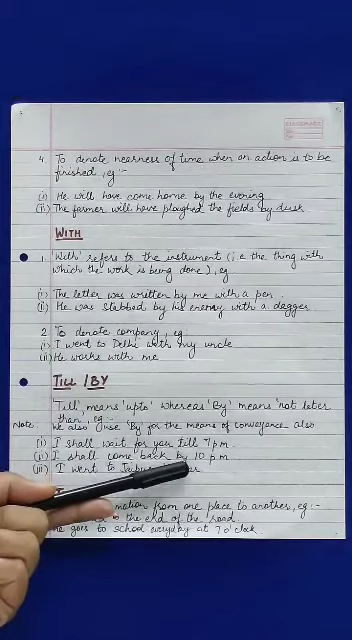 4. To denote nearness of time when an action is to be
finished, eg :-
(i) He will have come home by the evening
(ii) The farmer will have ploughed the fields by dusk
WITH
1. 'With' refers to the instrument (i.e the thing with
which the work is being done), eg
(i) The letter was written by me with a pen.
(ii) He was stabbed by his enemy with a dagger
2. To denote company, eg:
(i) I went to Delhi with my uncle
(ii) He works with me
TILL / BY
'Till' means 'upto' whereas 'By' means 'not later
than', eg :-
Note: We also use 'By' for the means of conveyance also
(i) I shall wait for you till 7 pm.
(ii) I shall come back by 10 pm
(iii) I went to Jaipur
motion from one place to another, eg :-
to the end of the road
He goes to school everyday at 7 o'clock